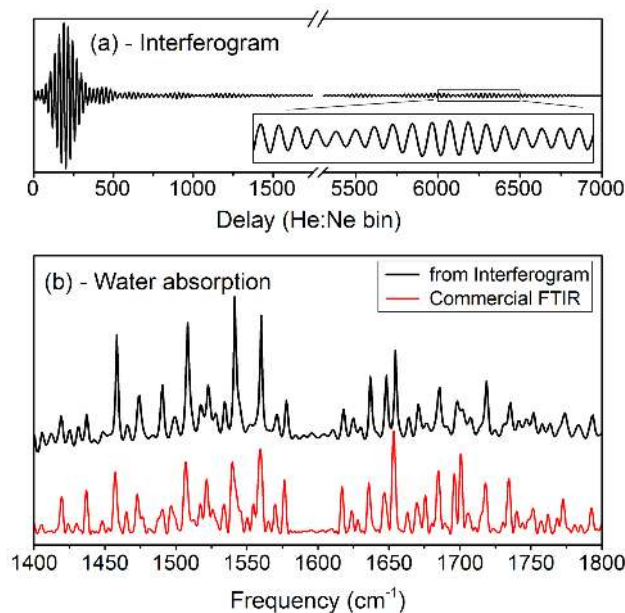 (a) - Interferogram
0 500 1000 1500 5500 6000 6500 7000
Delay (He:Ne bin)
(b) - Water absorption
from Interferogram
Commercial FTIR
1400 1450 1500 1550 1600 1650 1700 1750 1800
Frequency (cm⁻¹)